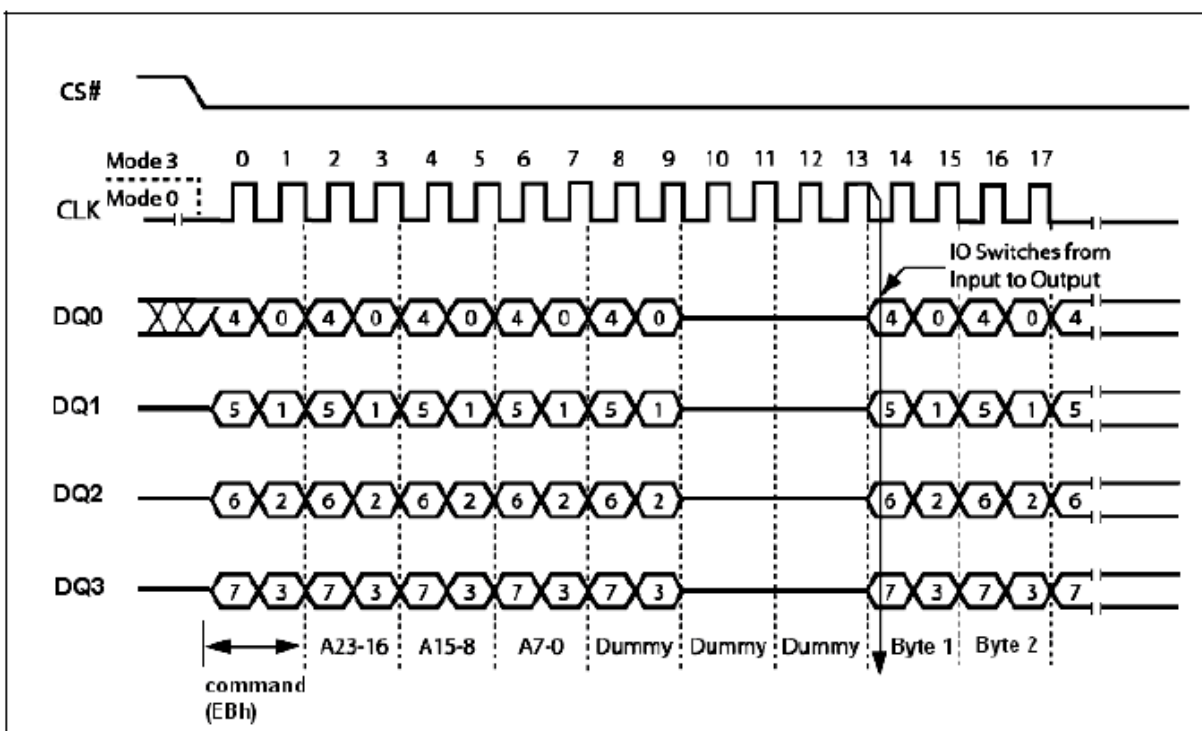 CS#
Mode 3
0 1 2 3 4 5 6 7 8 9 10 11 12 13 14 15 16 17
CLK Mode 0
IO Switches from
Input to Output
DQ0 4 0 4 0 4 0 4 0 4 0 4 0 4 0 4
DQ1 5 1 5 1 5 1 5 1 5 1 5 1 5 1 5
DQ2 6 2 6 2 6 2 6 2 6 2 6 2 6 2 6
DQ3 7 3 7 3 7 3 7 3 7 3 7 3 7 3 7
A23-16 A15-8 A7-0 Dummy Dummy Dummy Byte 1 Byte 2
command
(EBh)